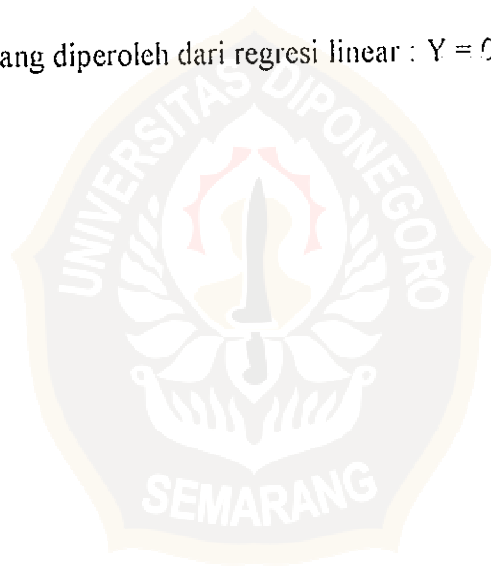 ang diperoleh dari regresi linear : Y =
UNIVERSITAS DIPONEGORO
SEMARANG